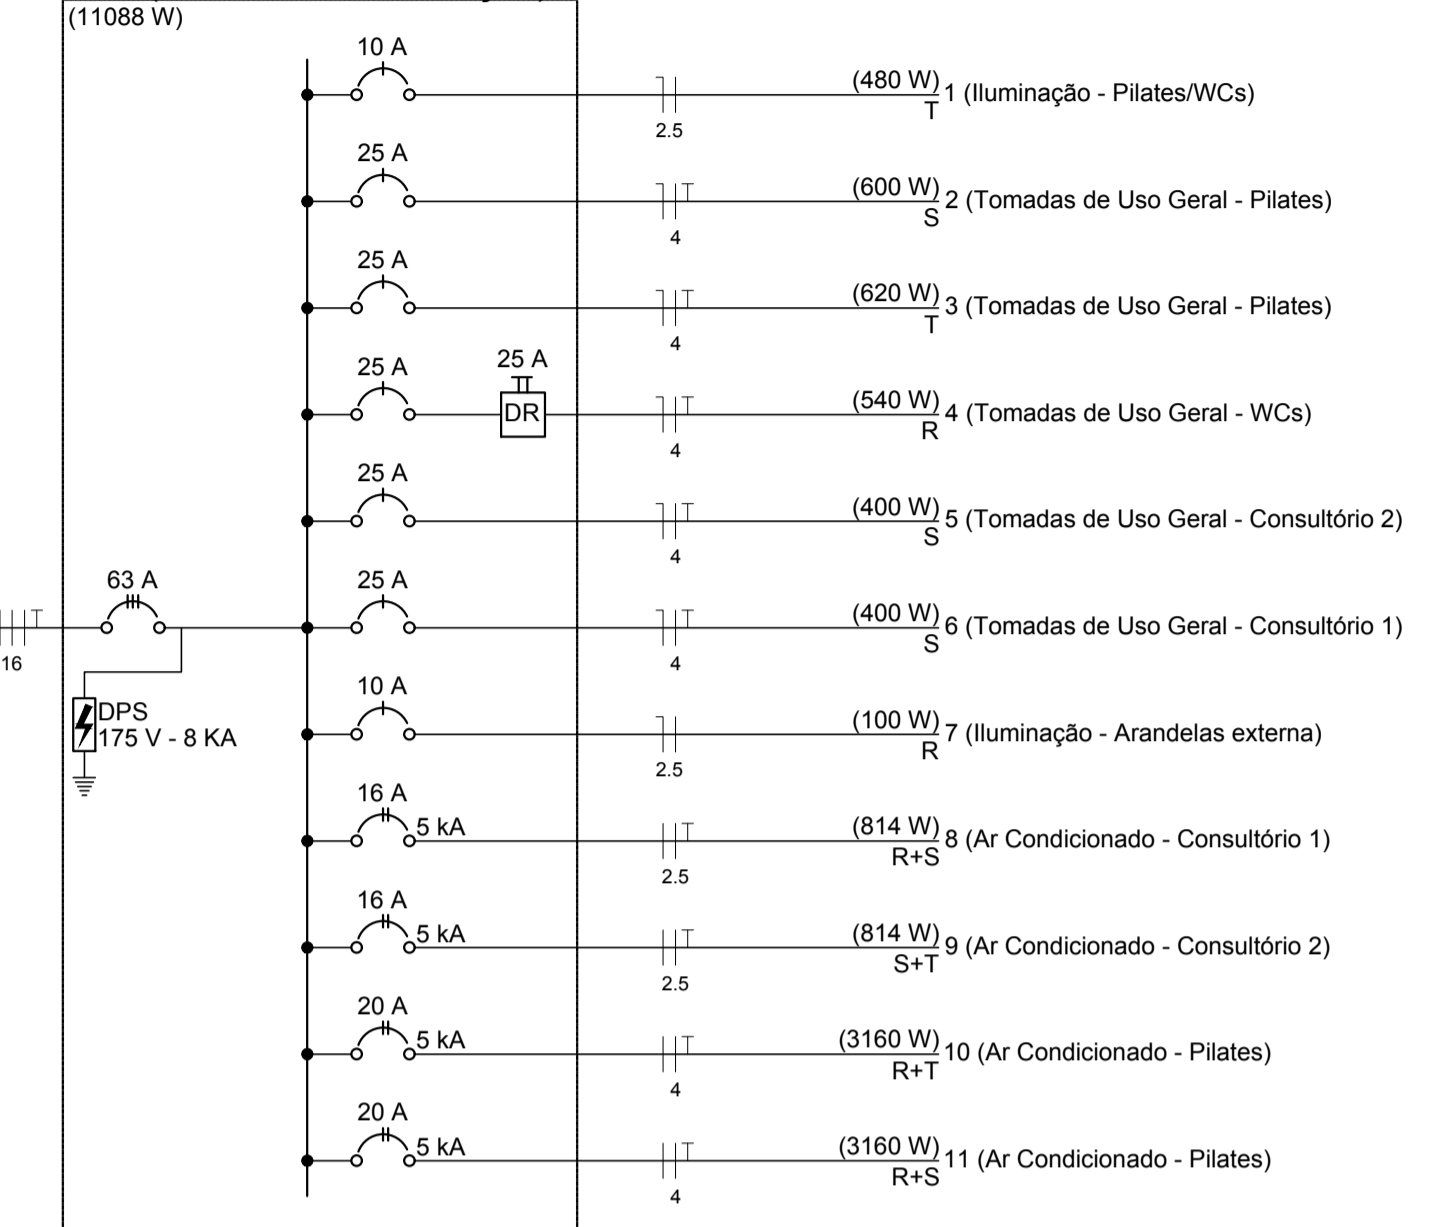 (11088 W)
10 A
(480 W)
1 (Iluminação - Pilates/WCs)
T
2.5
25 A
(600 W)
2 (Tomadas de Uso Geral - Pilates)
S
4
25 A
(620 W)
3 (Tomadas de Uso Geral - Pilates)
T
4
25 A
25 A
DR
(540 W)
4 (Tomadas de Uso Geral - WCs)
R
4
25 A
(400 W)
5 (Tomadas de Uso Geral - Consultório 2)
S
4
63 A
16
25 A
(400 W)
6 (Tomadas de Uso Geral - Consultório 1)
S
4
DPS
175 V - 8 KA
10 A
(100 W)
7 (Iluminação - Arandelas externa)
R
2.5
16 A
5 kA
(814 W)
8 (Ar Condicionado - Consultório 1)
R+S
2.5
16 A
5 kA
(814 W)
9 (Ar Condicionado - Consultório 2)
S+T
2.5
20 A
5 kA
(3160 W)
10 (Ar Condicionado - Pilates)
R+T
4
20 A
5 kA
(3160 W)
11 (Ar Condicionado - Pilates)
R+S
4